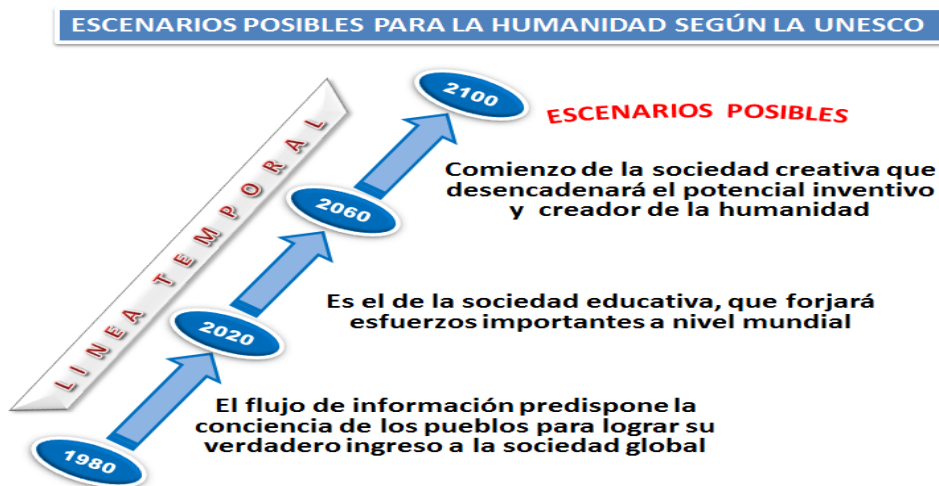 ESCENARIOS POSIBLES PARA LA HUMANIDAD SEGÚN LA UNESCO
LINEA TEMPORAL
2100
ESCENARIOS POSIBLES
Comienzo de la sociedad creativa que
desencadenará el potencial inventivo
y creador de la humanidad
2060
Es el de la sociedad educativa, que forjará
esfuerzos importantes a nivel mundial
2020
El flujo de información predispone la
conciencia de los pueblos para lograr su
verdadero ingreso a la sociedad global
1980